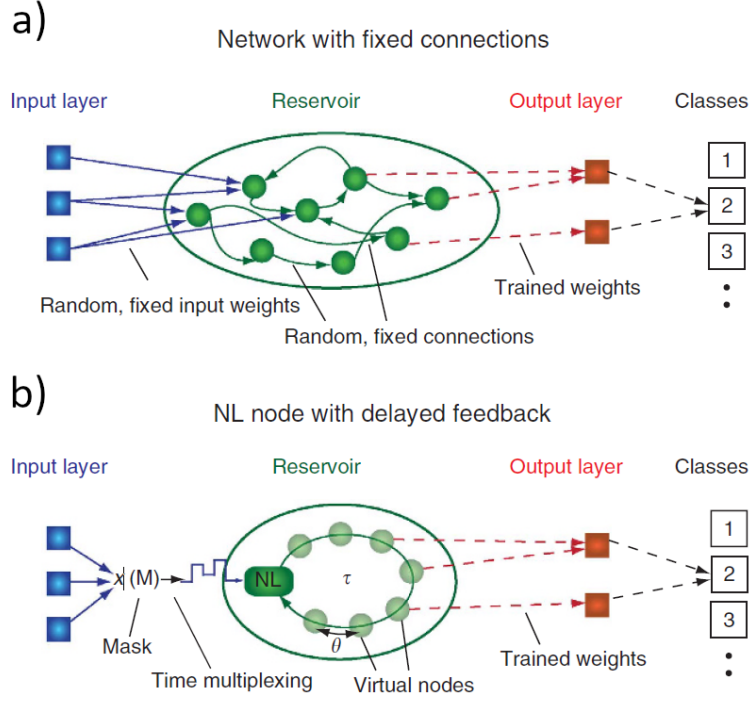 a)
Network with fixed connections
Input layer
Reservoir
Output layer
Classes
1
2
3
Random, fixed input weights
Trained weights
Random, fixed connections
b)
NL node with delayed feedback
Input layer
Reservoir
Output layer
Classes
1
x (M)
NL
τ
2
3
Mask
θ
Time multiplexing
Virtual nodes
Trained weights